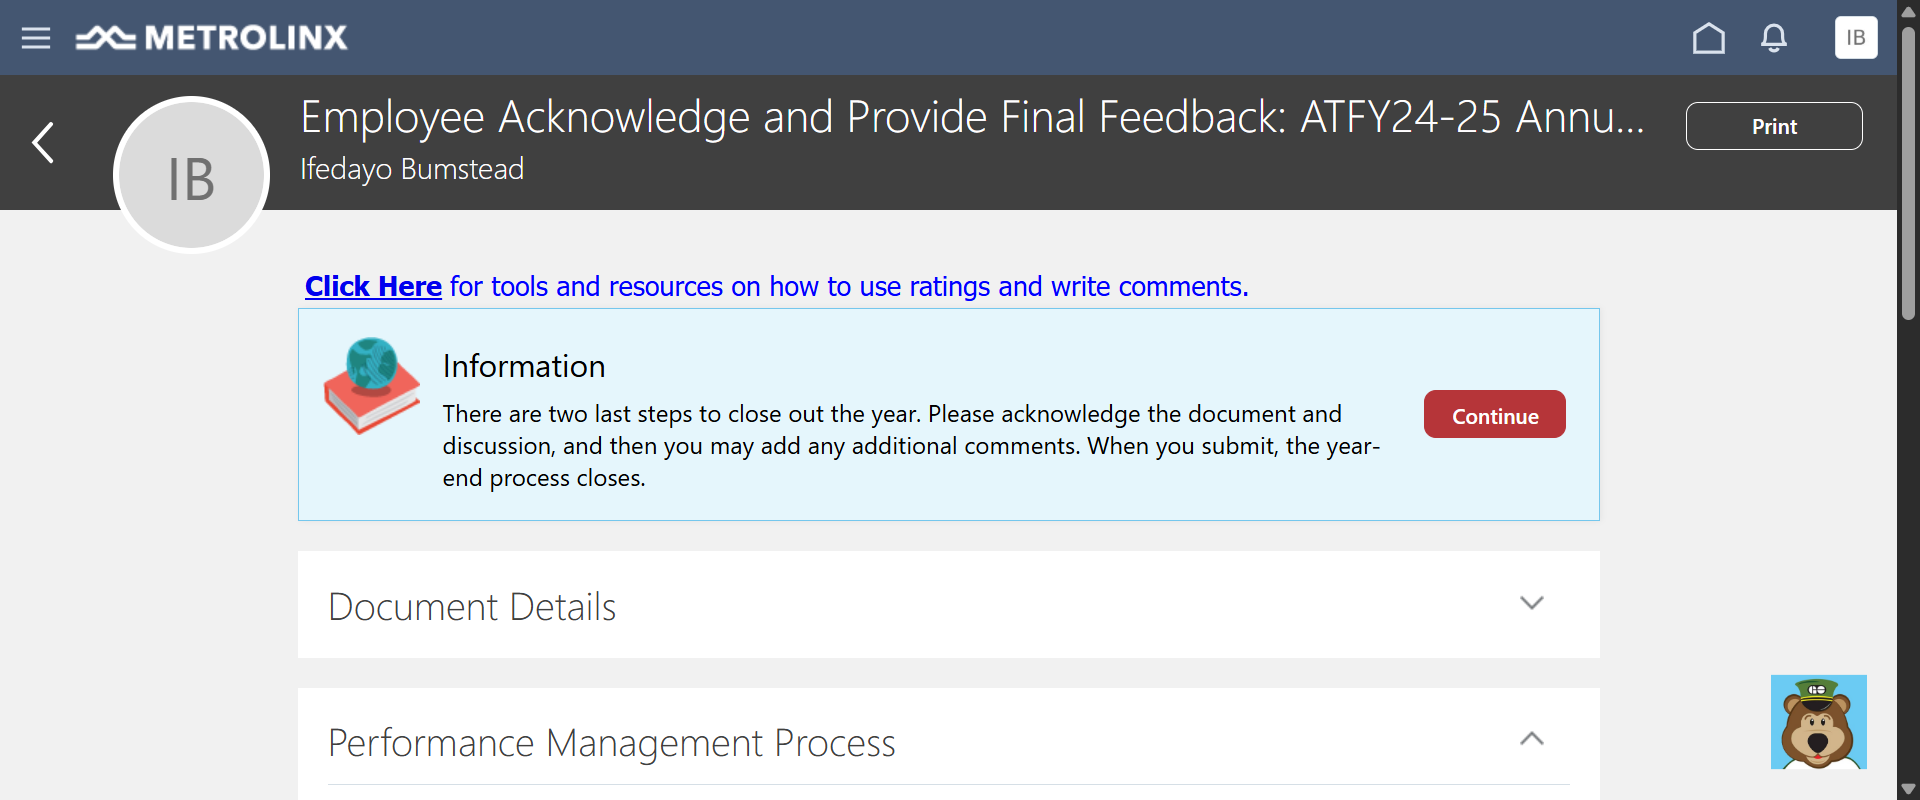 METROLINX
IB
Employee Acknowledge and Provide Final Feedback: ATFY24-25 Annu...
Print
IB
Ifedayo Bumstead
Click Here for tools and resources on how to use ratings and write comments.
Information
There are two last steps to close out the year. Please acknowledge the document and
discussion, and then you may add any additional comments. When you submit, the year-
end process closes.
Continue
Document Details
Performance Management Process
GO